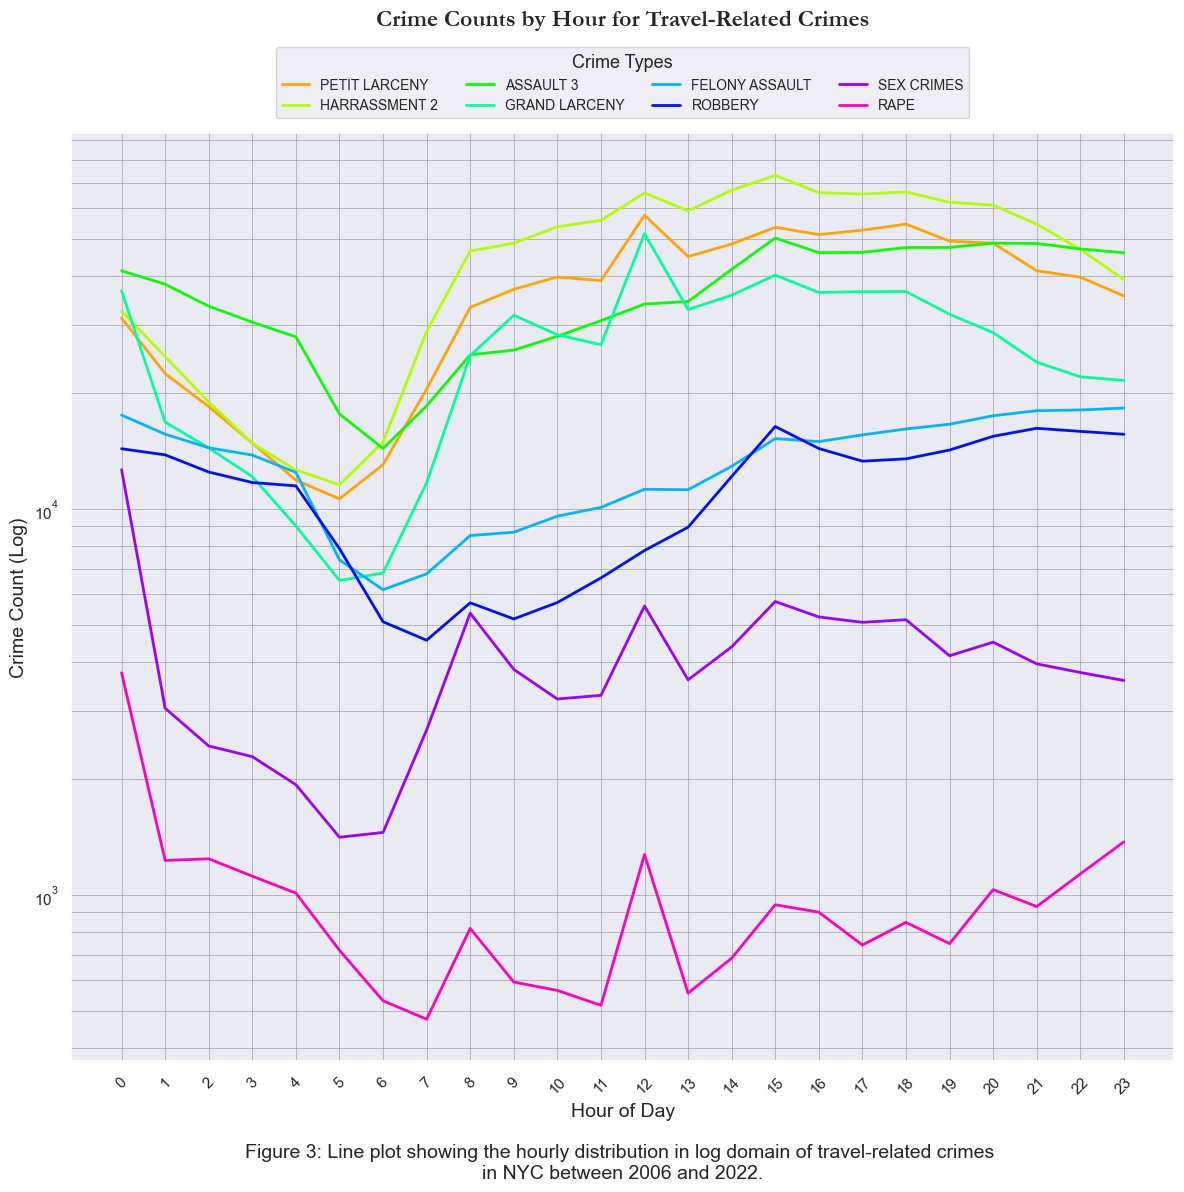 Crime Counts by Hour for Travel-Related Crimes
Crime Types
PETIT LARCENY ASSAULT 3 FELONY ASSAULT SEX CRIMES
HARRASSMENT 2 GRAND LARCENY ROBBERY RAPE
10^4
10^3
Crime Count (Log)
0 1 2 3 4 5 6 7 8 9 10 11 12 13 14 15 16 17 18 19 20 21 22 23
Hour of Day
Figure 3: Line plot showing the hourly distribution in log domain of travel-related crimes
in NYC between 2006 and 2022.